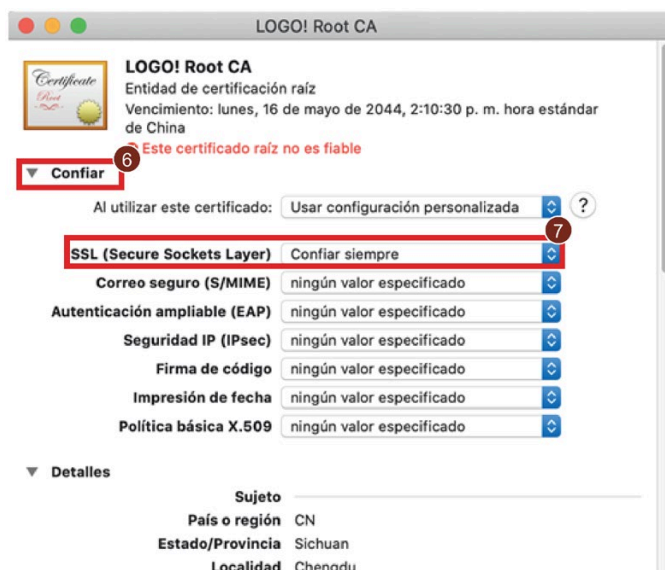 LOGO! Root CA
Certificate
Root
LOGO! Root CA
Entidad de certificación raíz
Vencimiento: lunes, 16 de mayo de 2044, 2:10:30 p. m. hora estándar
de China
Este certificado raíz no es fiable
6
Confiar
Al utilizar este certificado: Usar configuración personalizada ?
7
SSL (Secure Sockets Layer) Confiar siempre
Correo seguro (S/MIME) ningún valor especificado
Autenticación ampliable (EAP) ningún valor especificado
Seguridad IP (IPsec) ningún valor especificado
Firma de código ningún valor especificado
Impresión de fecha ningún valor especificado
Política básica X.509 ningún valor especificado
Detalles
Sujeto
País o región CN
Estado/Provincia Sichuan
Localidad Chengdu